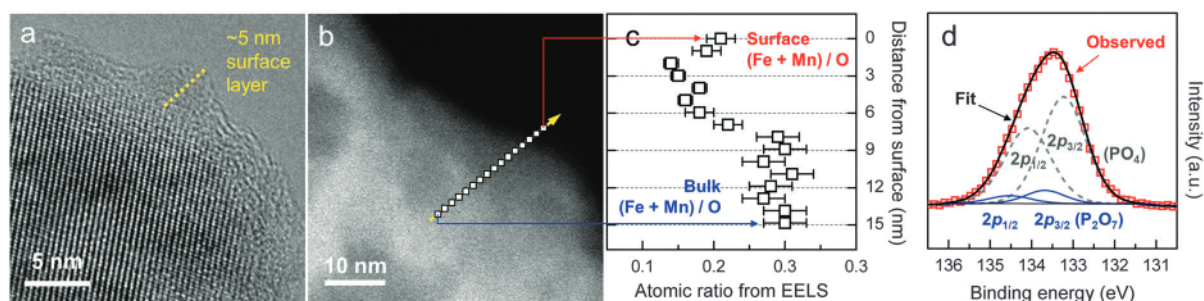 a
~5 nm
surface
layer
5 nm
b
10 nm
c
Surface
(Fe + Mn) / O
Bulk
(Fe + Mn) / O
0
3
6
9
12
15
Distance from surface (nm)
0.1
0.2
0.3
0.3
Atomic ratio from EELS
d
Observed
Fit
2p1/2
2p3/2
(PO4)
2p1/2
2p3/2 (P2O7)
Intensity (a.u.)
136
135
134
133
132
131
Binding energy (eV)